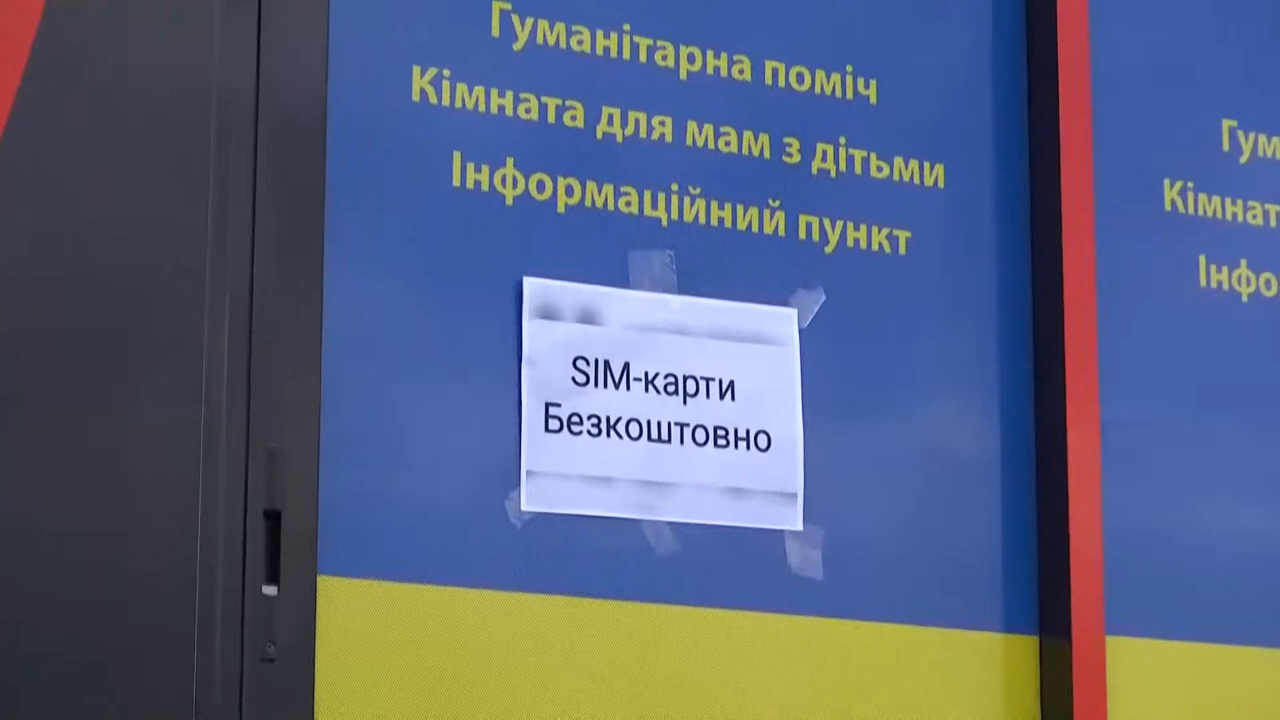 Гуманітарна поміч
Кімната для мам з дітьми
Інформаційний пункт
SIM-карти
Безкоштовно
Гум
Кімнат
Інфо